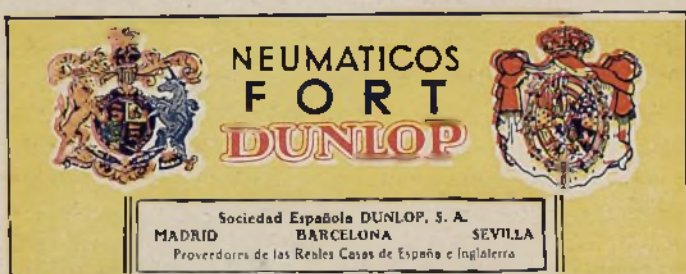 NEUMATICOS
FORT
DUNLOP
Sociedad Española DUNLOP, S. A.
MADRID BARCELONA SEVILLA
Proveedores de las Reales Casas de España e Inglaterra